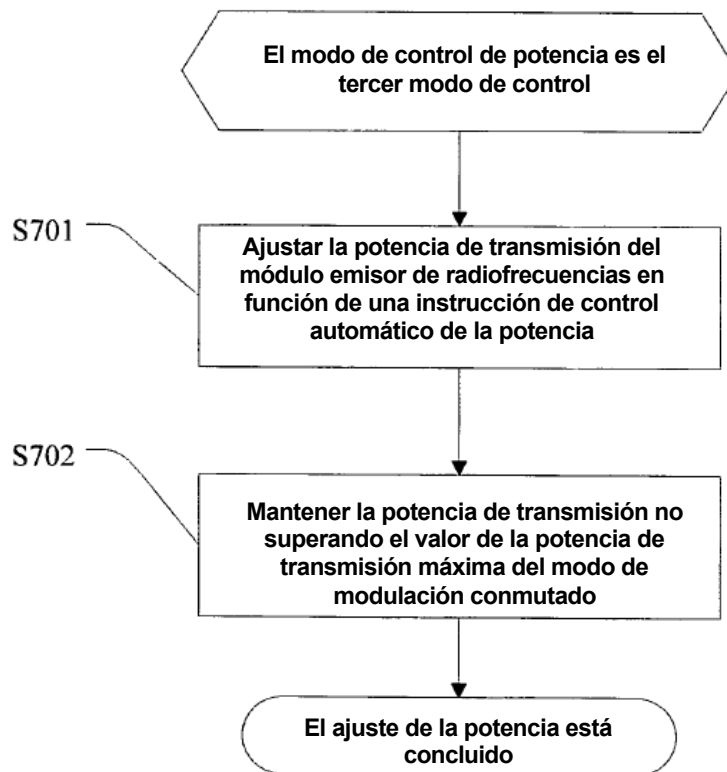 El modo de control de potencia es el
tercer modo de control
S701
Ajustar la potencia de transmisión del
módulo emisor de radiofrecuencias en
función de una instrucción de control
automático de la potencia
S702
Mantener la potencia de transmisión no
superando el valor de la potencia de
transmisión máxima del modo de
modulación conmutado
El ajuste de la potencia está
concluido